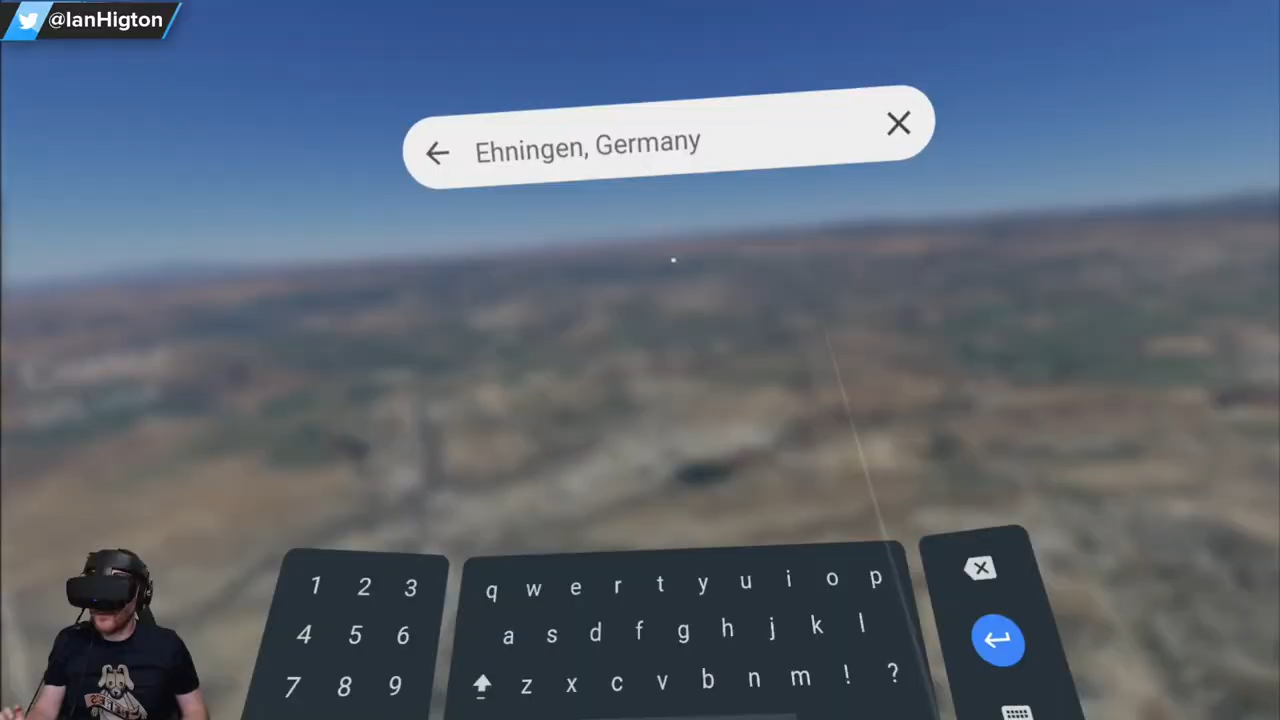 @IanHigton
Ehningen, Germany
1 2 3
q w e r t y u i o p
4 5 6
a s d f g h j k l
7 8 9
z x c v b n m ! ?